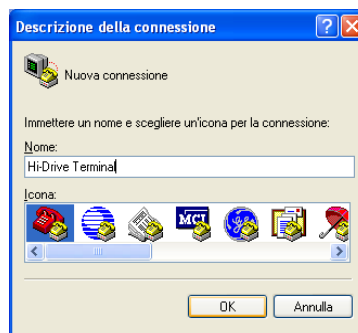 Descrizione della connessione
Nuova connessione
Immettere un nome e scegliere un'icona per la connessione:
Nome:
Hi-Drive Terminal
Icona:
MCI
OK
Annulla